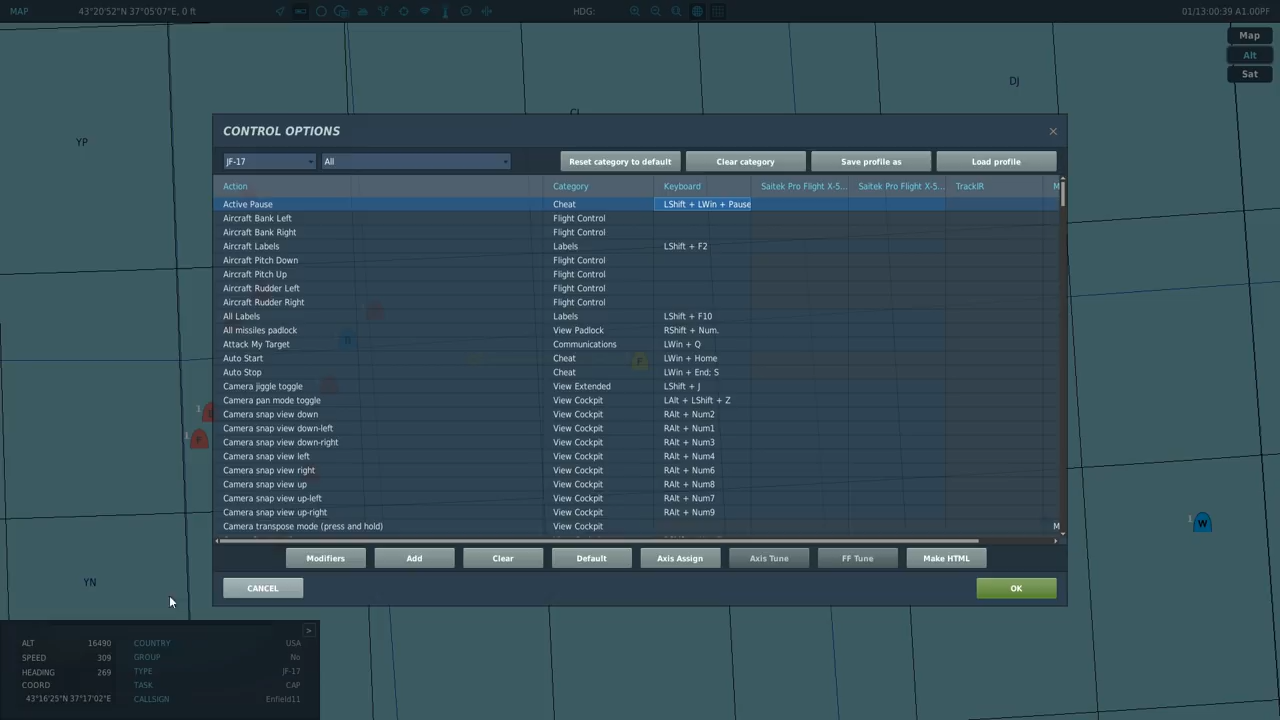 MAP 43°20'52"N 37°05'07"E, 0 ft HDG: 01/13:00:39 A1.00PF
Map
Alt
Sat
DJ
YP
CONTROL OPTIONS
JF-17 All Reset category to default Clear category Save profile as Load profile
Action Category Keyboard Saitek Pro Flight X-5... Saitek Pro Flight X-5... TrackIR M
Active Pause Cheat LShift + LWin + Pause
Aircraft Bank Left Flight Control
Aircraft Bank Right Flight Control
Aircraft Labels Labels LShift + F2
Aircraft Pitch Down Flight Control
Aircraft Pitch Up Flight Control
Aircraft Rudder Left Flight Control
Aircraft Rudder Right Flight Control
All Labels Labels LShift + F10
All missiles padlock View Padlock RShift + Num.
Attack My Target Communications LWin + Q
Auto Start Cheat LWin + Home
Auto Stop Cheat LWin + End; S
Camera jiggle toggle View Extended LShift + J
Camera pan mode toggle View Cockpit LAlt + LShift + Z
Camera snap view down View Cockpit RAlt + Num2
Camera snap view down-left View Cockpit RAlt + Num1
Camera snap view down-right View Cockpit RAlt + Num3
Camera snap view left View Cockpit RAlt + Num4
Camera snap view right View Cockpit RAlt + Num6
Camera snap view up View Cockpit RAlt + Num8
Camera snap view up-left View Cockpit RAlt + Num7
Camera snap view up-right View Cockpit RAlt + Num9
Camera transpose mode (press and hold) View Cockpit M
1
1
F
1 W
Modifiers Add Clear Default Axis Assign Axis Tune FF Tune Make HTML
YN
CANCEL OK
>
ALT 16490 COUNTRY USA
SPEED 309 GROUP No
HEADING 269 TYPE JF-17
COORD TASK CAP
43°16'25"N 37°17'02"E CALLSIGN Enfield11